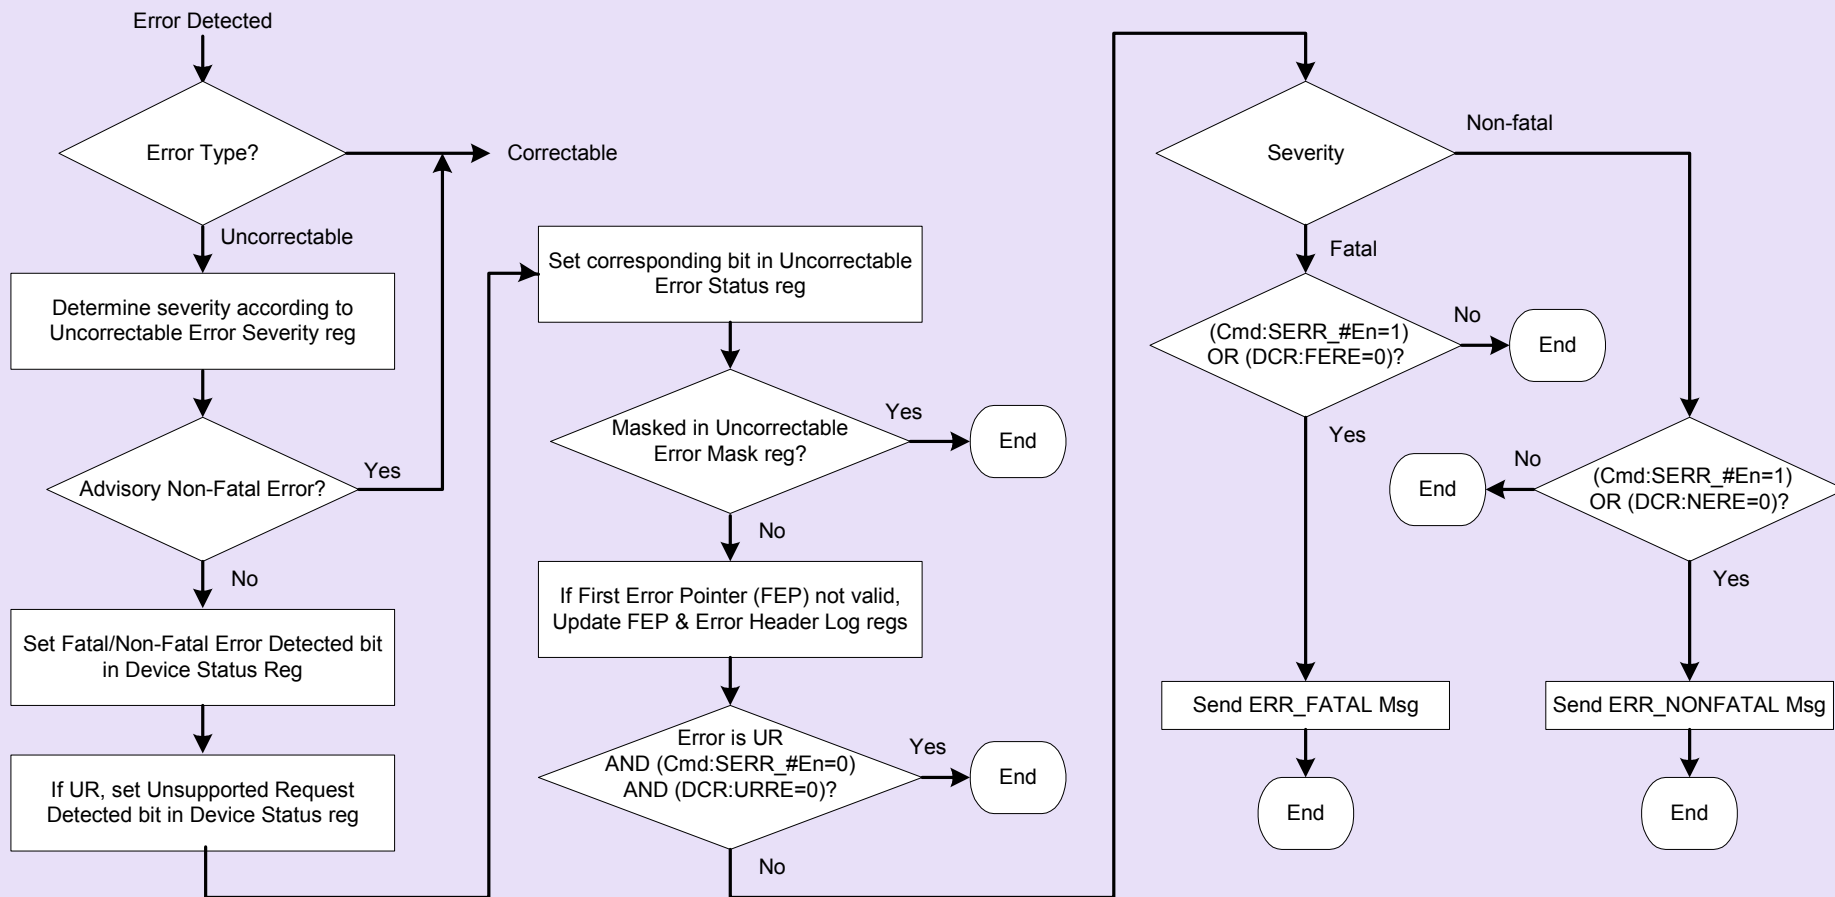 Error Detected
Error Type?
Correctable
Uncorrectable
Determine severity according to
Uncorrectable Error Severity reg
Advisory Non-Fatal Error?
Yes
No
Set Fatal/Non-Fatal Error Detected bit
in Device Status Reg
If UR, set Unsupported Request
Detected bit in Device Status reg
Set corresponding bit in Uncorrectable
Error Status reg
Masked in Uncorrectable
Error Mask reg?
Yes
End
No
If First Error Pointer (FEP) not valid,
Update FEP & Error Header Log regs
Error is UR
AND (Cmd:SERR_#En=0)
AND (DCR:URRE=0)?
Yes
End
No
Severity
Non-fatal
Fatal
(Cmd:SERR_#En=1)
OR (DCR:FERE=0)?
No
End
Yes
Send ERR_FATAL Msg
End
(Cmd:SERR_#En=1)
OR (DCR:NERE=0)?
No
End
Yes
Send ERR_NONFATAL Msg
End